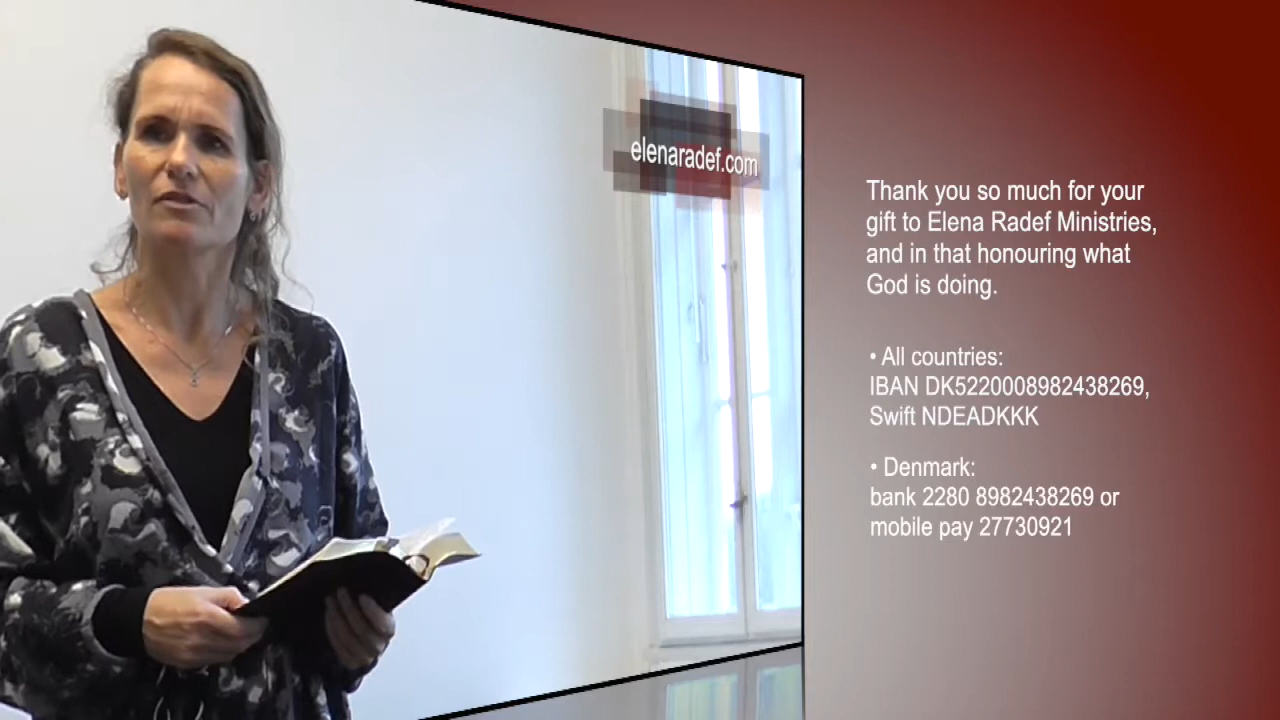 elenaradef.com
Thank you so much for your
gift to Elena Radef Ministries,
and in that honouring what
God is doing.
• All countries:
IBAN DK5220008982438269,
Swift NDEADKKK
• Denmark:
bank 2280 8982438269 or
mobile pay 27730921